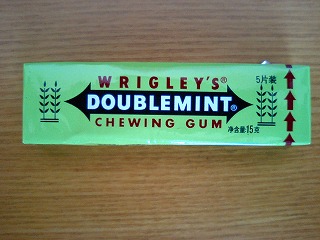 WRIGLEY'S®
5片装
DOUBLEMINT®
CHEWING GUM
净含量15克